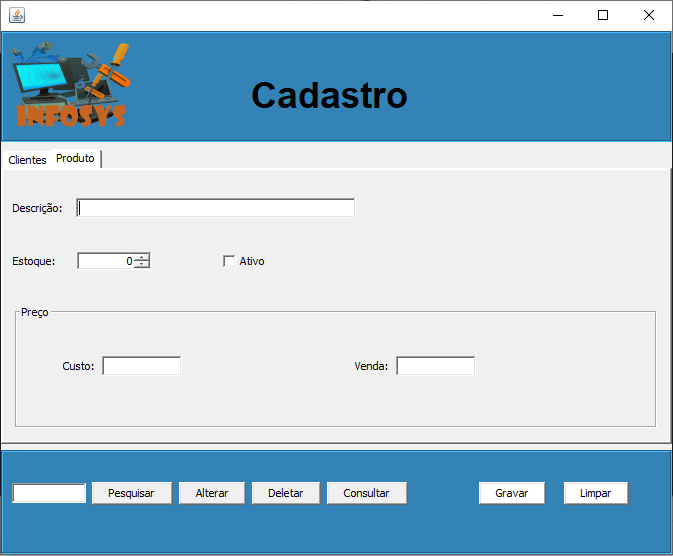 INFOSYS
Cadastro
Clientes Produto
Descrição:
Estoque: 0 Ativo
Preço
Custo: Venda:
Pesquisar Alterar Deletar Consultar Gravar Limpar